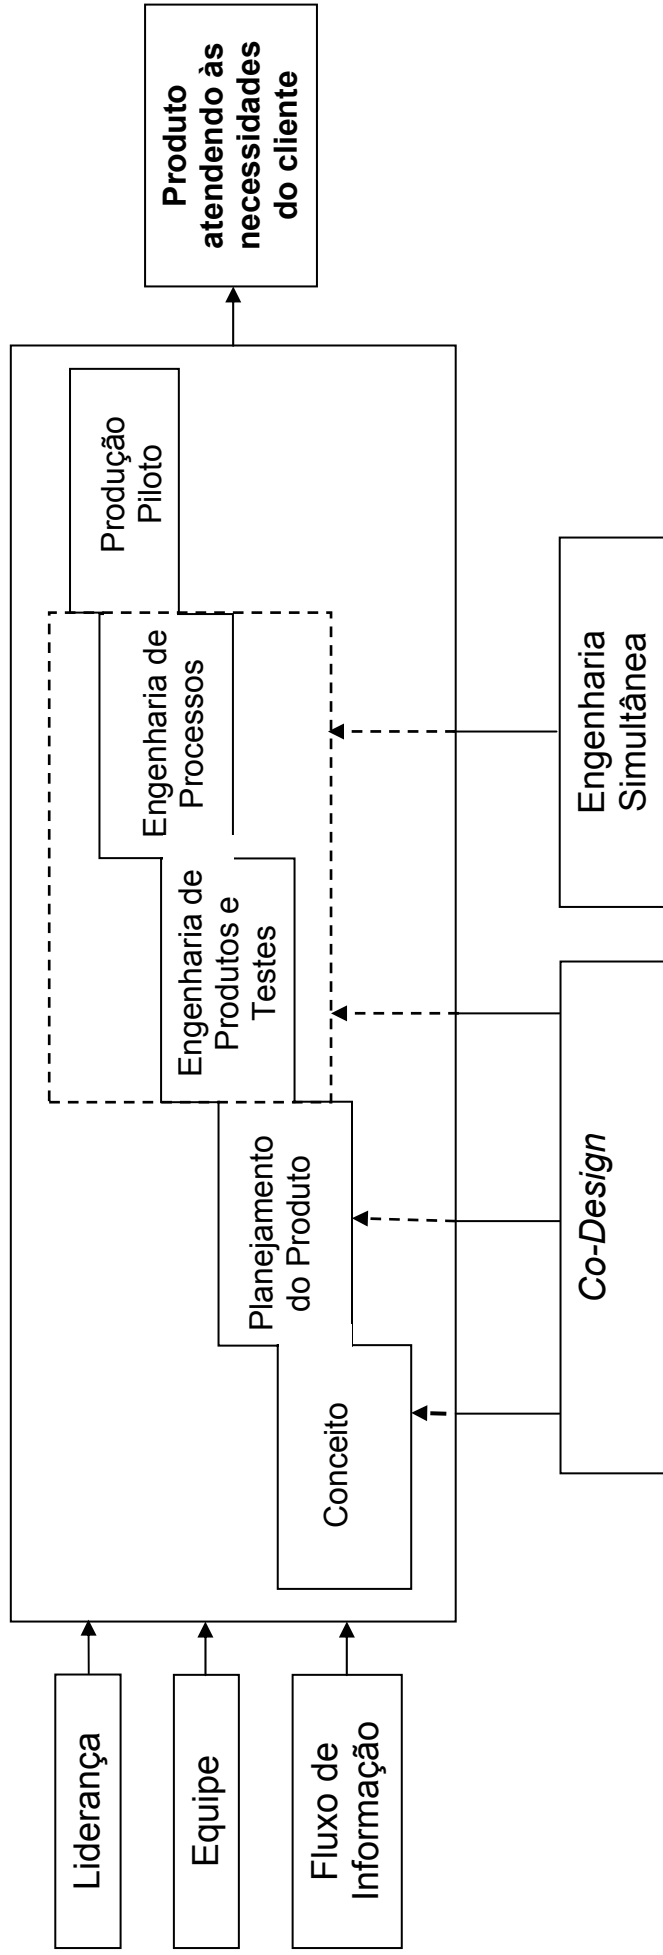 Liderança
Equipe
Fluxo de
Informação
Conceito
Planejamento
do Produto
Engenharia de
Produtos e
Testes
Engenharia de
Processos
Produção
Piloto
Produto
atendendo às
necessidades
do cliente
Co-Design
Engenharia
Simultânea